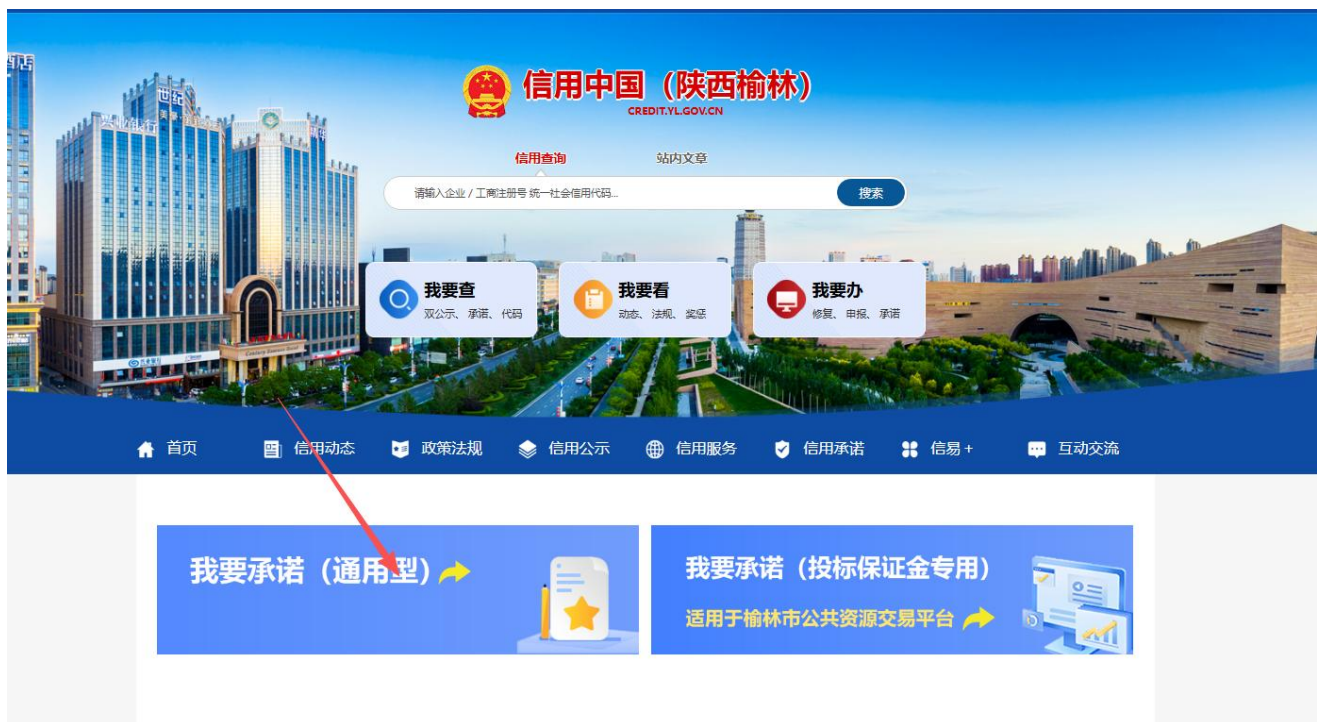 信用中国（陕西榆林）
CREDIT.YL.GOV.CN
信用查询
站内文章
请输入企业 / 工商注册号 统一社会信用代码...
搜索
世纪
兴业银行
我要查
双公示、承诺、代码
我要看
动态、法规、奖惩
我要办
修复、申报、承诺
首页
信用动态
政策法规
信用公示
信用服务
信用承诺
信易+
互动交流
我要承诺（通用型）
我要承诺（投标保证金专用）
适用于榆林市公共资源交易平台